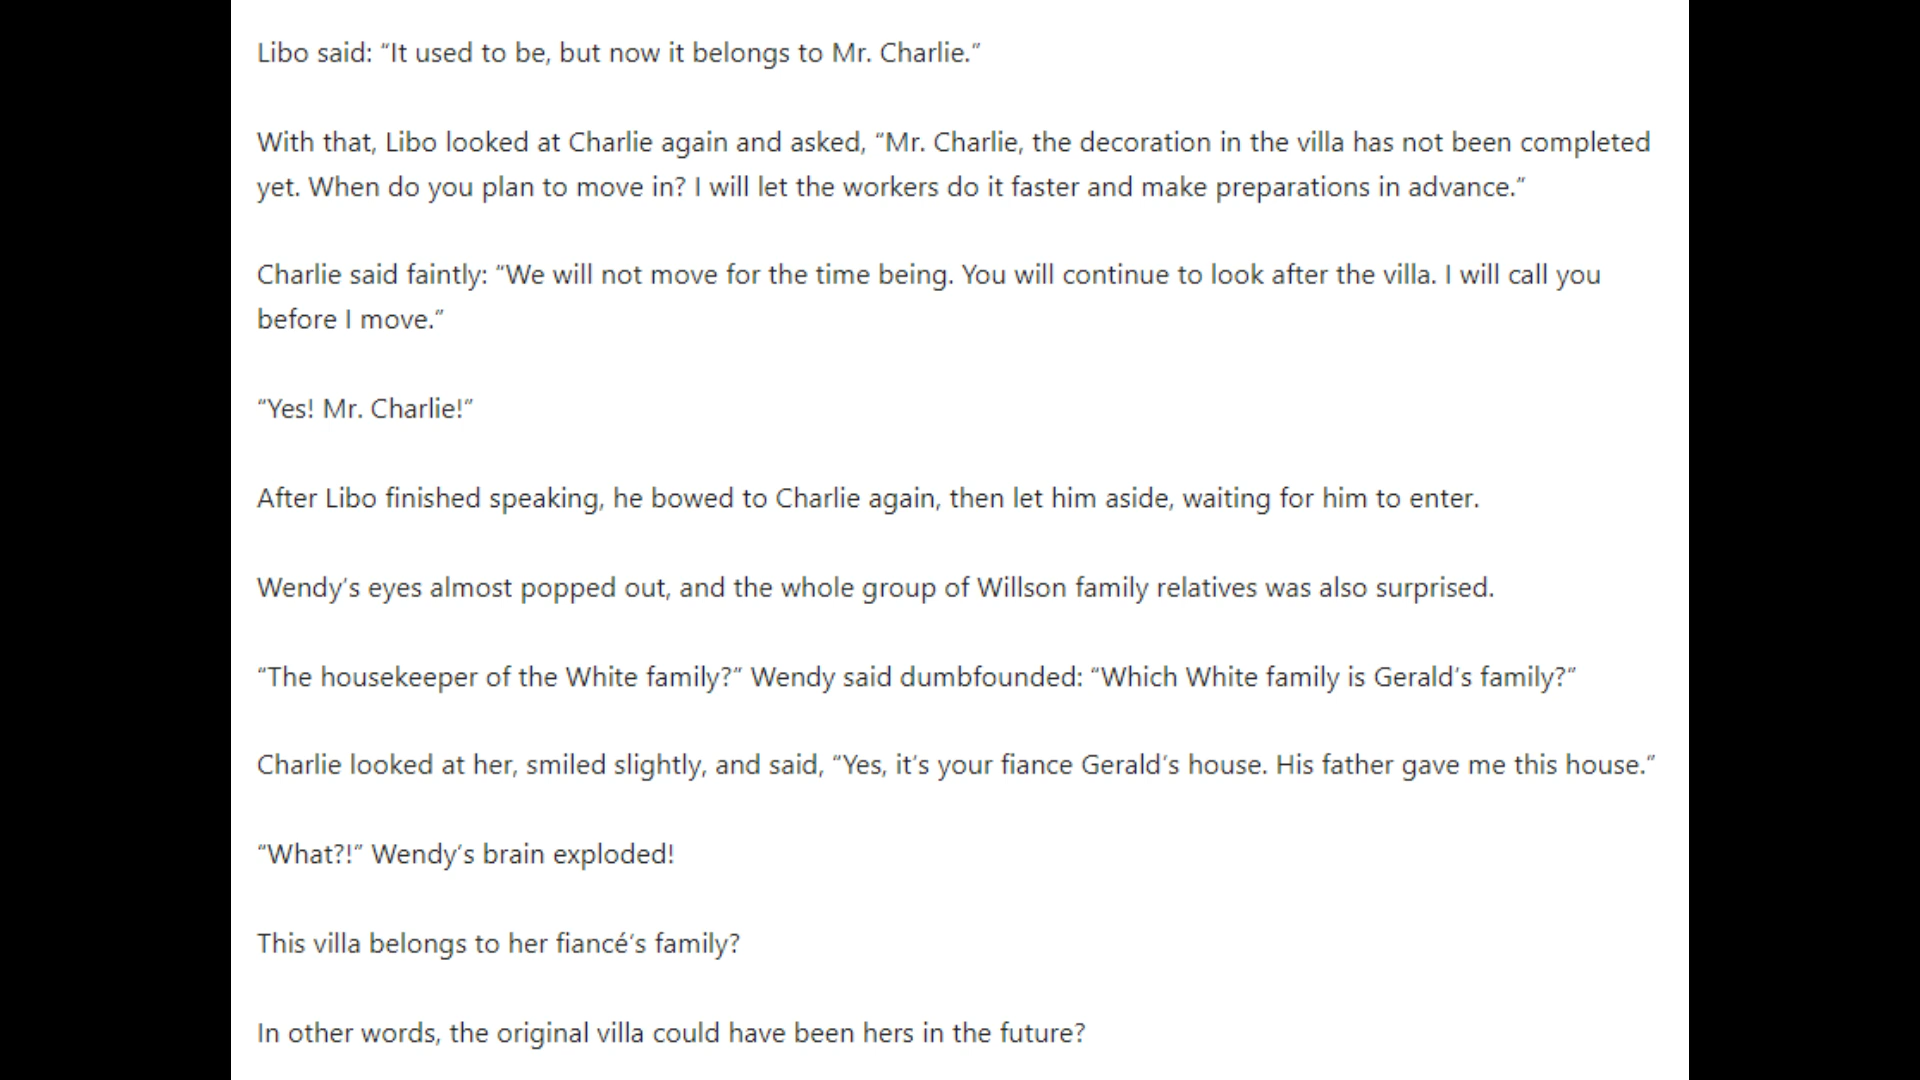 Libo said: “It used to be, but now it belongs to Mr. Charlie.”
With that, Libo looked at Charlie again and asked, “Mr. Charlie, the decoration in the villa has not been completed
yet. When do you plan to move in? I will let the workers do it faster and make preparations in advance.”
Charlie said faintly: “We will not move for the time being. You will continue to look after the villa. I will call you
before I move.”
“Yes! Mr. Charlie!”
After Libo finished speaking, he bowed to Charlie again, then let him aside, waiting for him to enter.
Wendy’s eyes almost popped out, and the whole group of Willson family relatives was also surprised.
“The housekeeper of the White family?” Wendy said dumbfounded: “Which White family is Gerald’s family?”
Charlie looked at her, smiled slightly, and said, “Yes, it’s your fiance Gerald’s house. His father gave me this house.”
“What?!” Wendy’s brain exploded!
This villa belongs to her fiancé’s family?
In other words, the original villa could have been hers in the future?